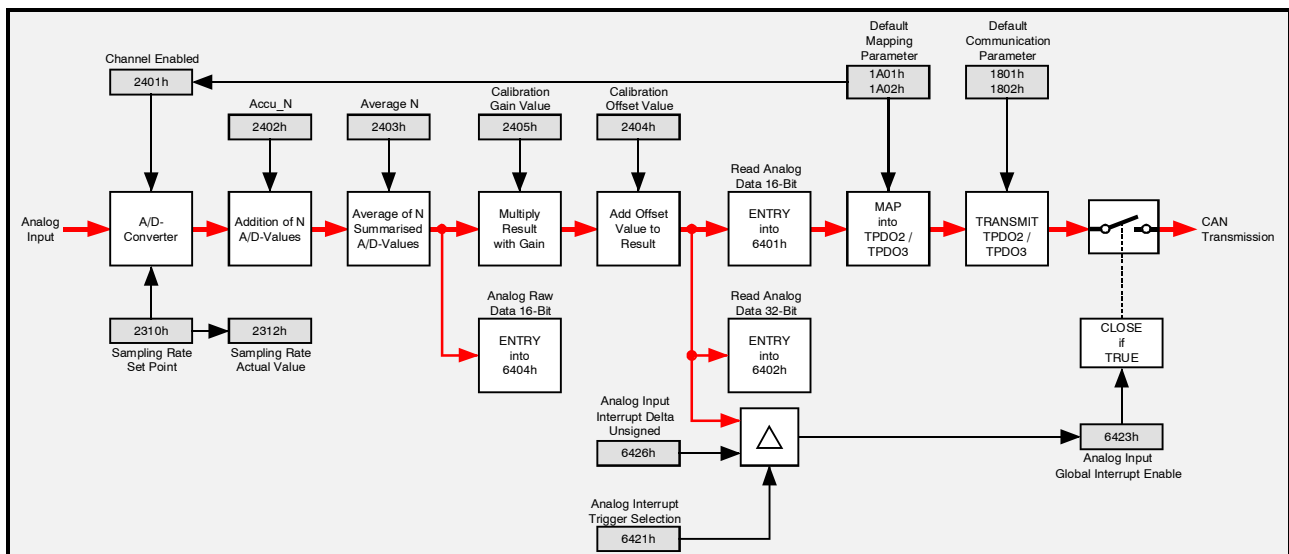 Default
Mapping
Parameter
1A01h
1A02h
Default
Communication
Parameter
1801h
1802h
Channel Enabled
2401h
Accu_N
2402h
Average N
2403h
Calibration
Gain Value
2405h
Calibration
Offset Value
2404h
Read Analog
Data 16-Bit
Analog
Input
A/D-
Converter
Addition of N
A/D-Values
Average of N
Summarised
A/D-Values
Multiply
Result
with Gain
Add Offset
Value to
Result
ENTRY
into
6401h
MAP
into
TPDO2 /
TPDO3
TRANSMIT
TPDO2 /
TPDO3
CAN
Transmission
2310h
Sampling Rate
Set Point
2312h
Sampling Rate
Actual Value
Analog Raw
Data 16-Bit
ENTRY
into
6404h
Read Analog
Data 32-Bit
ENTRY
into
6402h
CLOSE
if
TRUE
Analog Input
Interrupt Delta
Unsigned
6426h
6423h
Analog Input
Global Interrupt Enable
Analog Interrupt
Trigger Selection
6421h